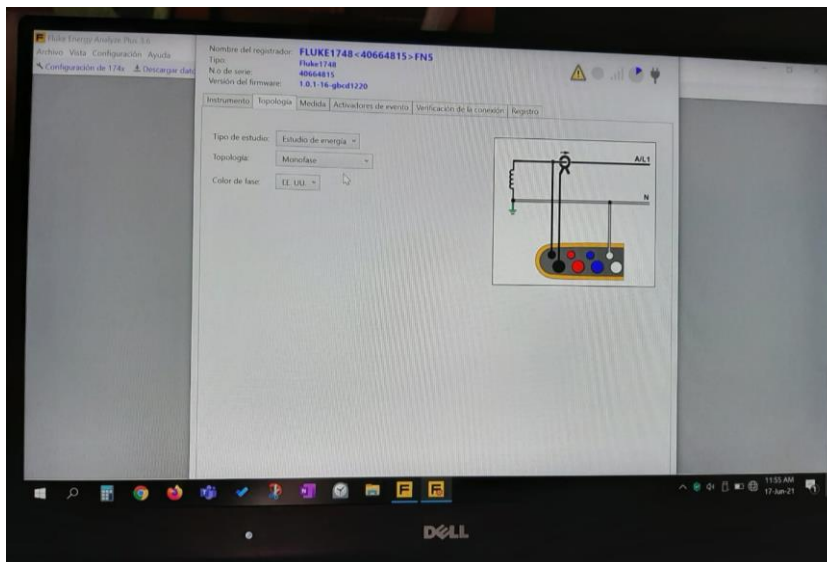 Fluke Energy Analyze Plus 3.6
Archivo Vista Configuración Ayuda
Configuración de 174x Descargar dat
Nombre del registrador: FLUKE1748<40664815>FNS
Tipo: Fluke1748
N.o de serie: 40664815
Versión del firmware: 1.0.1-16-gbcd1220
Instrumento Topología Medida Activadores de evento Verificación de la conexión Registro
Tipo de estudio: Estudio de energía
Topología: Monofase
Color de fase: EE. UU.
A/L1
N
11:55 AM
17-Jun-21
DELL